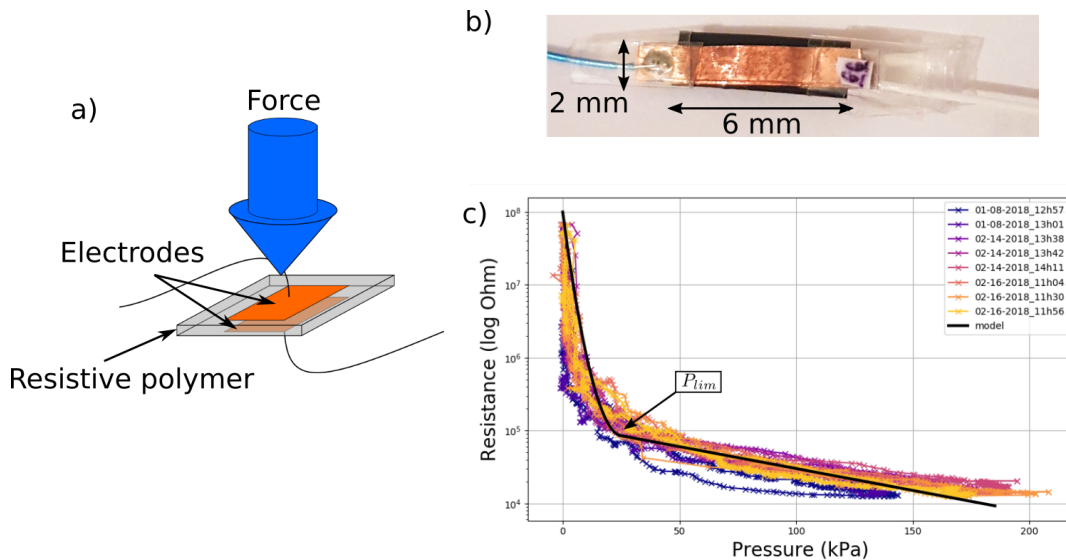 a)
Force
Electrodes
Resistive polymer
b)
2 mm
6 mm
c)
Resistance (log Ohm)
10⁸
10⁷
10⁶
10⁵
10⁴
P_lim
01-08-2018_12h57
01-08-2018_13h01
02-14-2018_13h38
02-14-2018_13h42
02-14-2018_14h11
02-16-2018_11h04
02-16-2018_11h30
02-16-2018_11h56
model
0
50
100
150
200
Pressure (kPa)